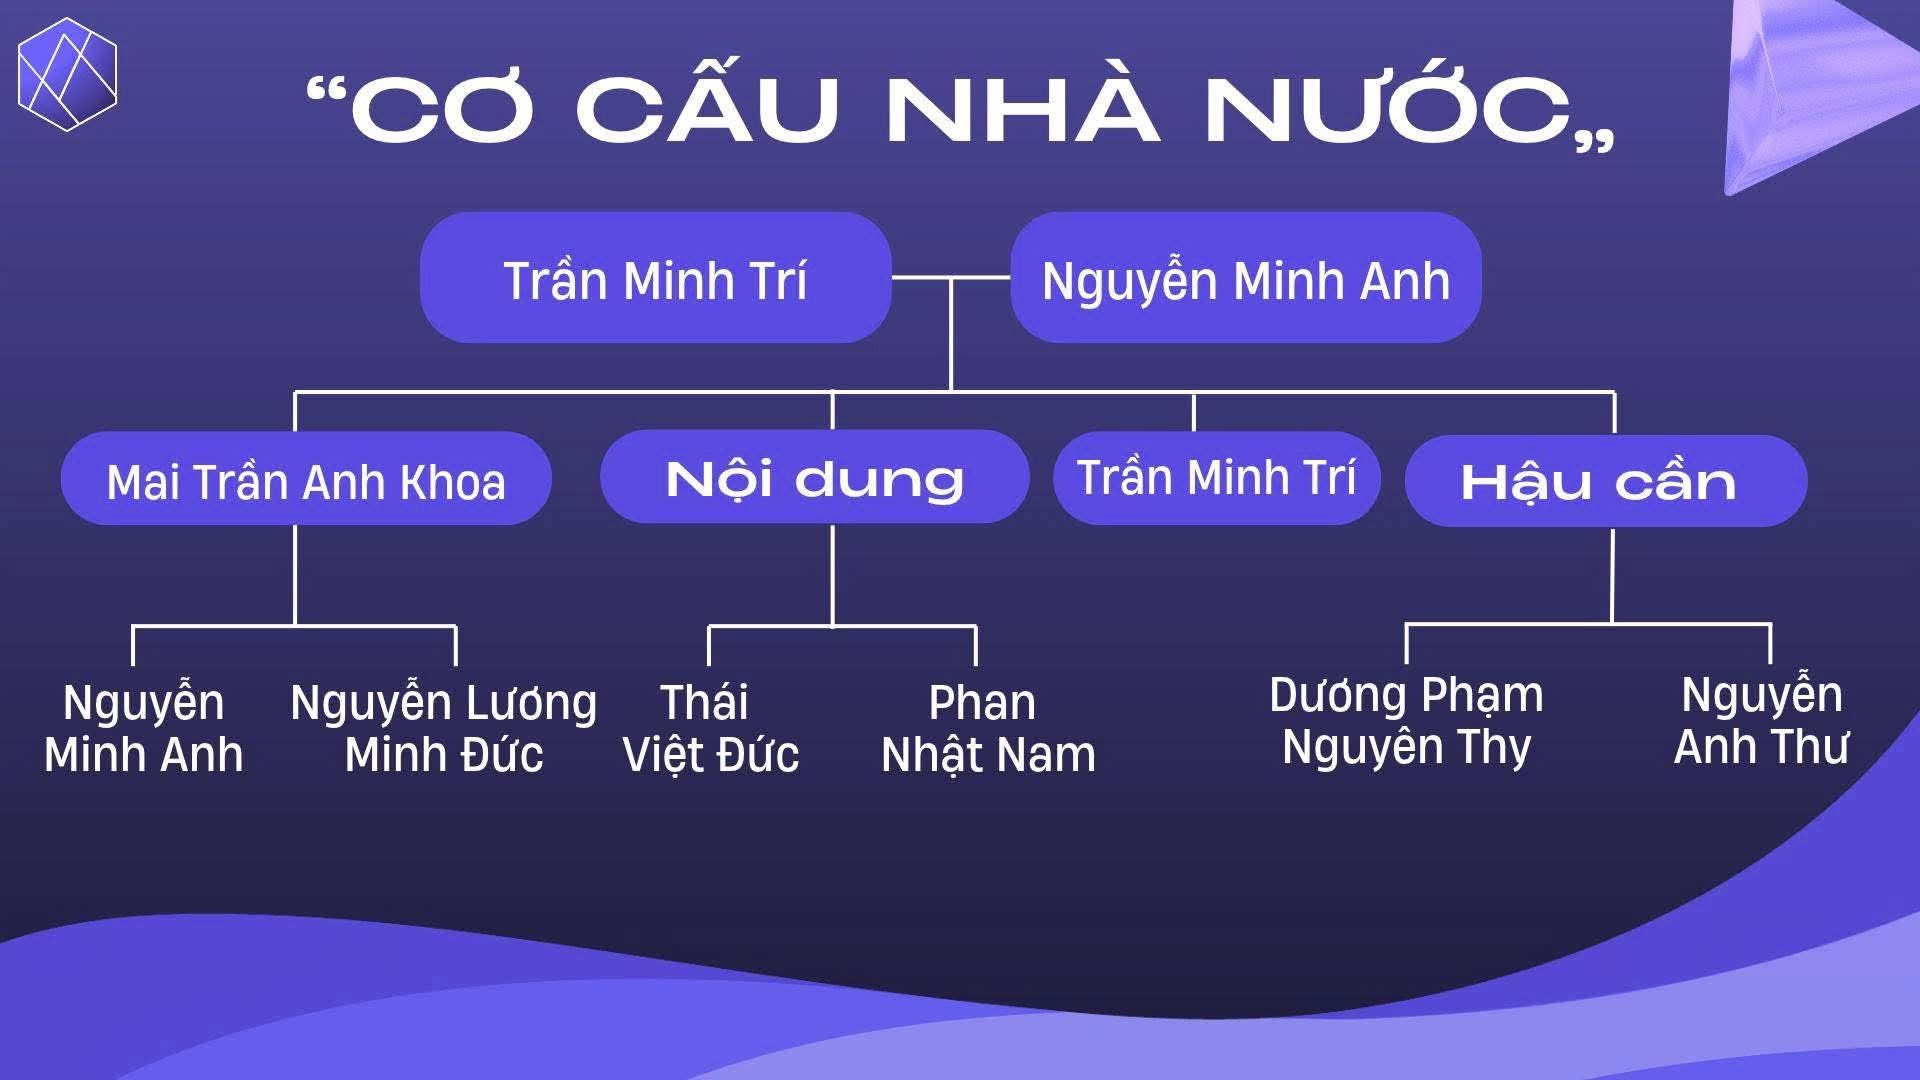 “CƠ CẤU NHÀ NƯỚC„
Trần Minh Trí
Nguyễn Minh Anh
Mai Trần Anh Khoa
Nội dung
Trần Minh Trí
Hậu cần
Nguyễn
Minh Anh
Nguyễn Lương
Minh Đức
Thái
Việt Đức
Phan
Nhật Nam
Dương Phạm
Nguyên Thy
Nguyễn
Anh Thư